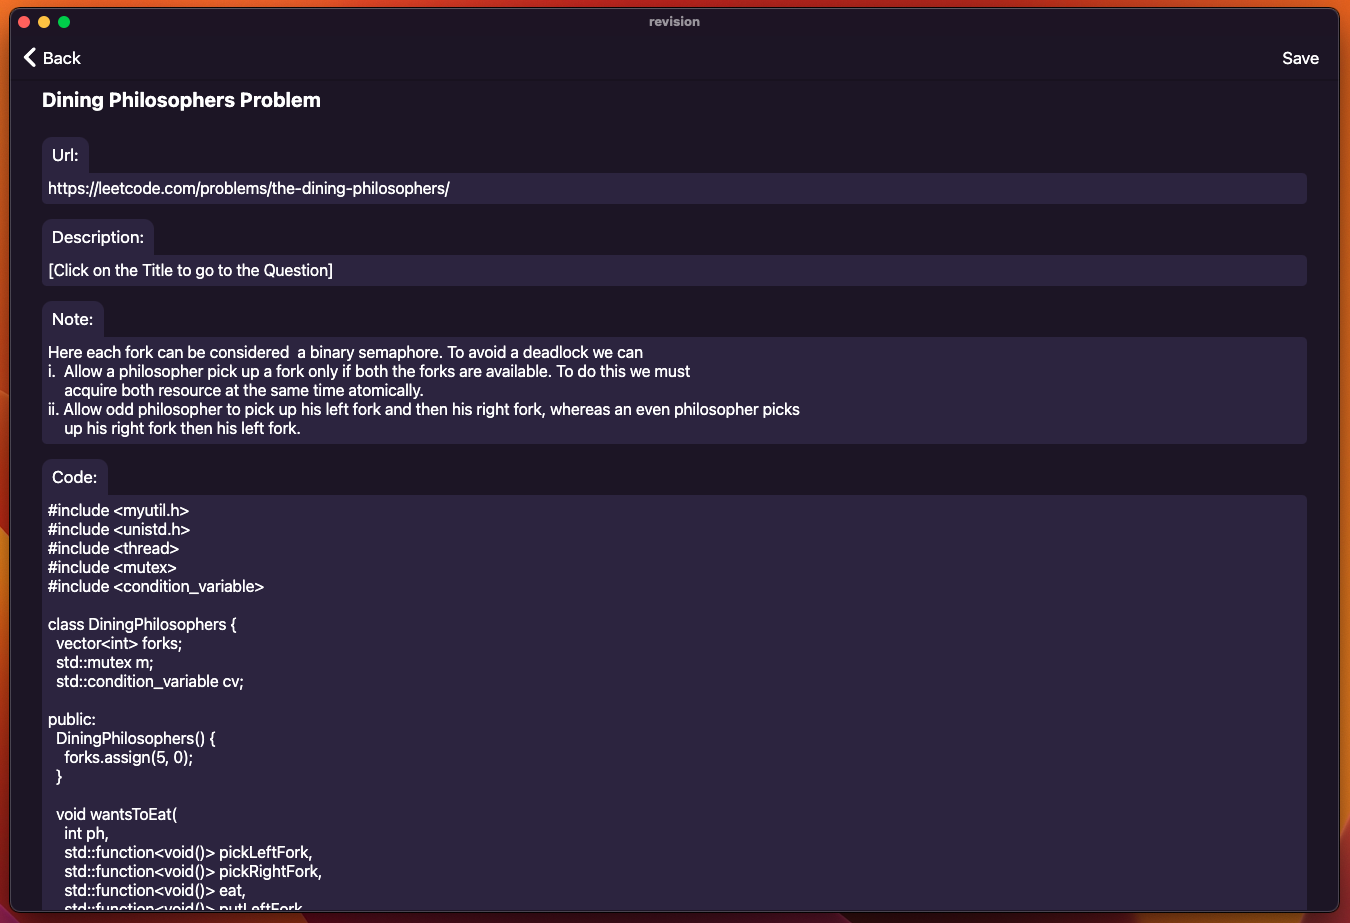 revision
Back
Save
Dining Philosophers Problem
Url:
https://leetcode.com/problems/the-dining-philosophers/
Description:
[Click on the Title to go to the Question]
Note:
Here each fork can be considered  a binary semaphore. To avoid a deadlock we can
i.  Allow a philosopher pick up a fork only if both the forks are available. To do this we must
    acquire both resource at the same time atomically.
ii. Allow odd philosopher to pick up his left fork and then his right fork, whereas an even philosopher picks
    up his right fork then his left fork.
Code:
#include <myutil.h>
#include <unistd.h>
#include <thread>
#include <mutex>
#include <condition_variable>
class DiningPhilosophers {
  vector<int> forks;
  std::mutex m;
  std::condition_variable cv;
public:
  DiningPhilosophers() {
    forks.assign(5, 0);
  }
  void wantsToEat(
    int ph,
    std::function<void()> pickLeftFork,
    std::function<void()> pickRightFork,
    std::function<void()> eat,
    std::function<void()> putLeftFork